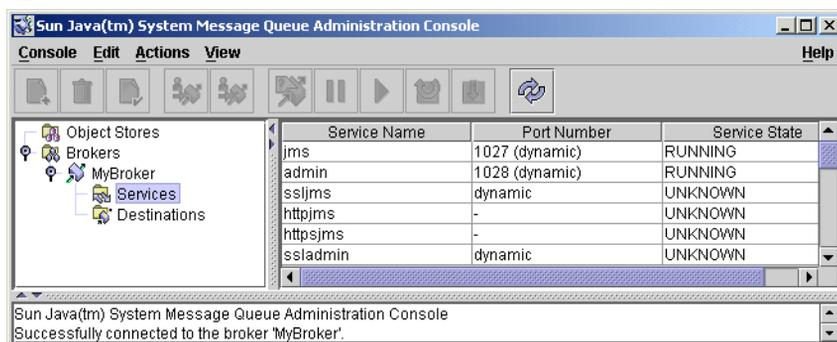 Sun Java(tm) System Message Queue Administration Console
Console Edit Actions View Help
Object Stores
Brokers
MyBroker
Services
Destinations
Service Name Port Number Service State
jms 1027 (dynamic) RUNNING
admin 1028 (dynamic) RUNNING
ssljms dynamic UNKNOWN
httpjms - UNKNOWN
httpsjms - UNKNOWN
ssladmin dynamic UNKNOWN
Sun Java(tm) System Message Queue Administration Console
Successfully connected to the broker 'MyBroker'.